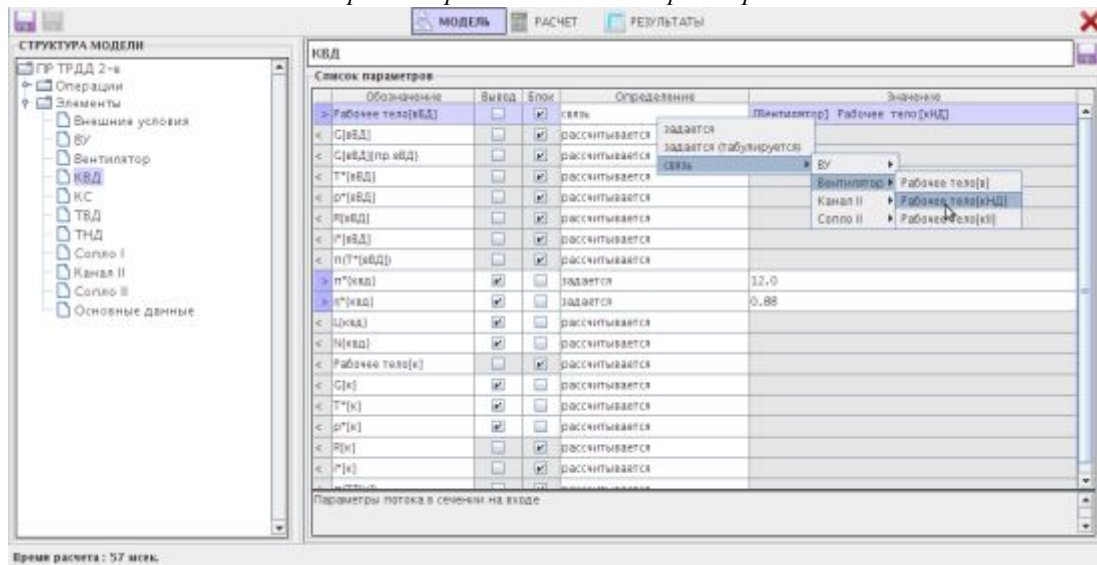 МОДЕЛЬ РАСЧЕТ РЕЗУЛЬТАТЫ
СТРУКТУРА МОДЕЛИ
ПР ТРДД 2-в
Операции
Элементы
Внешние условия
ВУ
Вентилятор
КВД
КС
ТВД
ТНД
Сопло I
Канал II
Сопло II
Основные данные
КВД
Список параметров
Обозначение Вывод Блок Определение Значение
> Рабочее тело[вВД] связь [Вентилятор] Рабочее тело[кНД]
< G[вВД] рассчитывается
< G[вВД](пр.вВД) рассчитывается
< T*[вВД] рассчитывается
< p*[вВД] рассчитывается
< R[вВД] рассчитывается
< i*[вВД] рассчитывается
< π(T*[вВД]) рассчитывается
> π*[квд] задается 12.0
> η*[квд] задается 0.88
< L[квд] рассчитывается
< N[квд] рассчитывается
< Рабочее тело[к] рассчитывается
< G[к] рассчитывается
< T*[к] рассчитывается
< p*[к] рассчитывается
< R[к] рассчитывается
< i*[к] рассчитывается
задается
задается (табулируется)
связь
ВУ
Вентилятор
Канал II
Сопло II
Рабочее тело[в]
Рабочее тело[кНД]
Рабочее тело[кII]
Параметры потока в сечении на входе
Время расчета : 57 мсек.